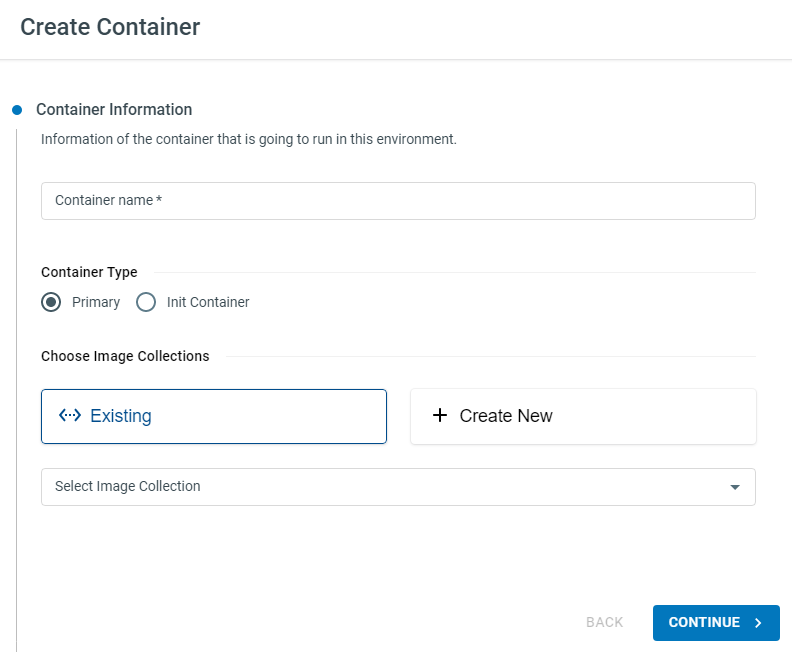 Create Container
Container Information
Information of the container that is going to run in this environment.
Container name *
Container Type
Primary Init Container
Choose Image Collections
Existing Create New
Select Image Collection
BACK CONTINUE